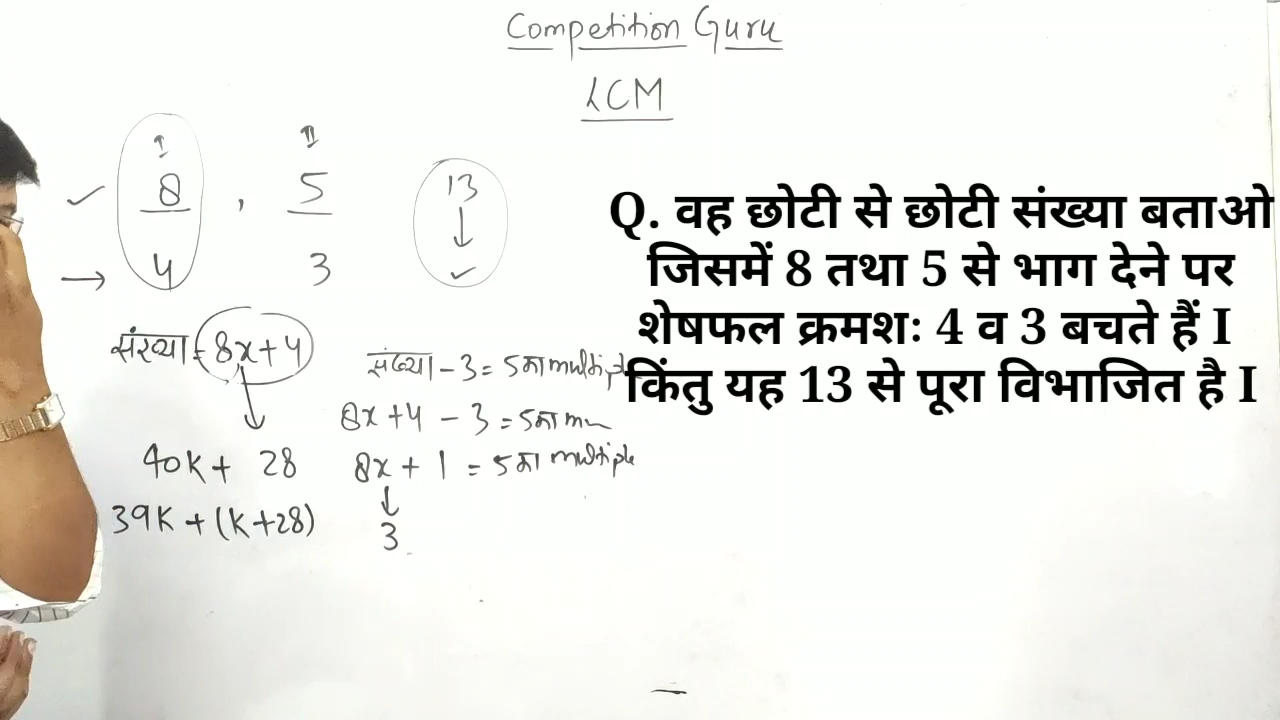 Competition Guru
LCM
I II
8 , 5 13
4 3
संख्या = 8x+4
संख्या - 3 = 5 का multiple
8x + 4 - 3 = 5 का
8x + 1 = 5 का multiple
3
40K + 28
39K + (K+28)
Q. वह छोटी से छोटी संख्या बताओ
जिसमें 8 तथा 5 से भाग देने पर
शेषफल क्रमशः 4 व 3 बचते हैं I
किंतु यह 13 से पूरा विभाजित है I